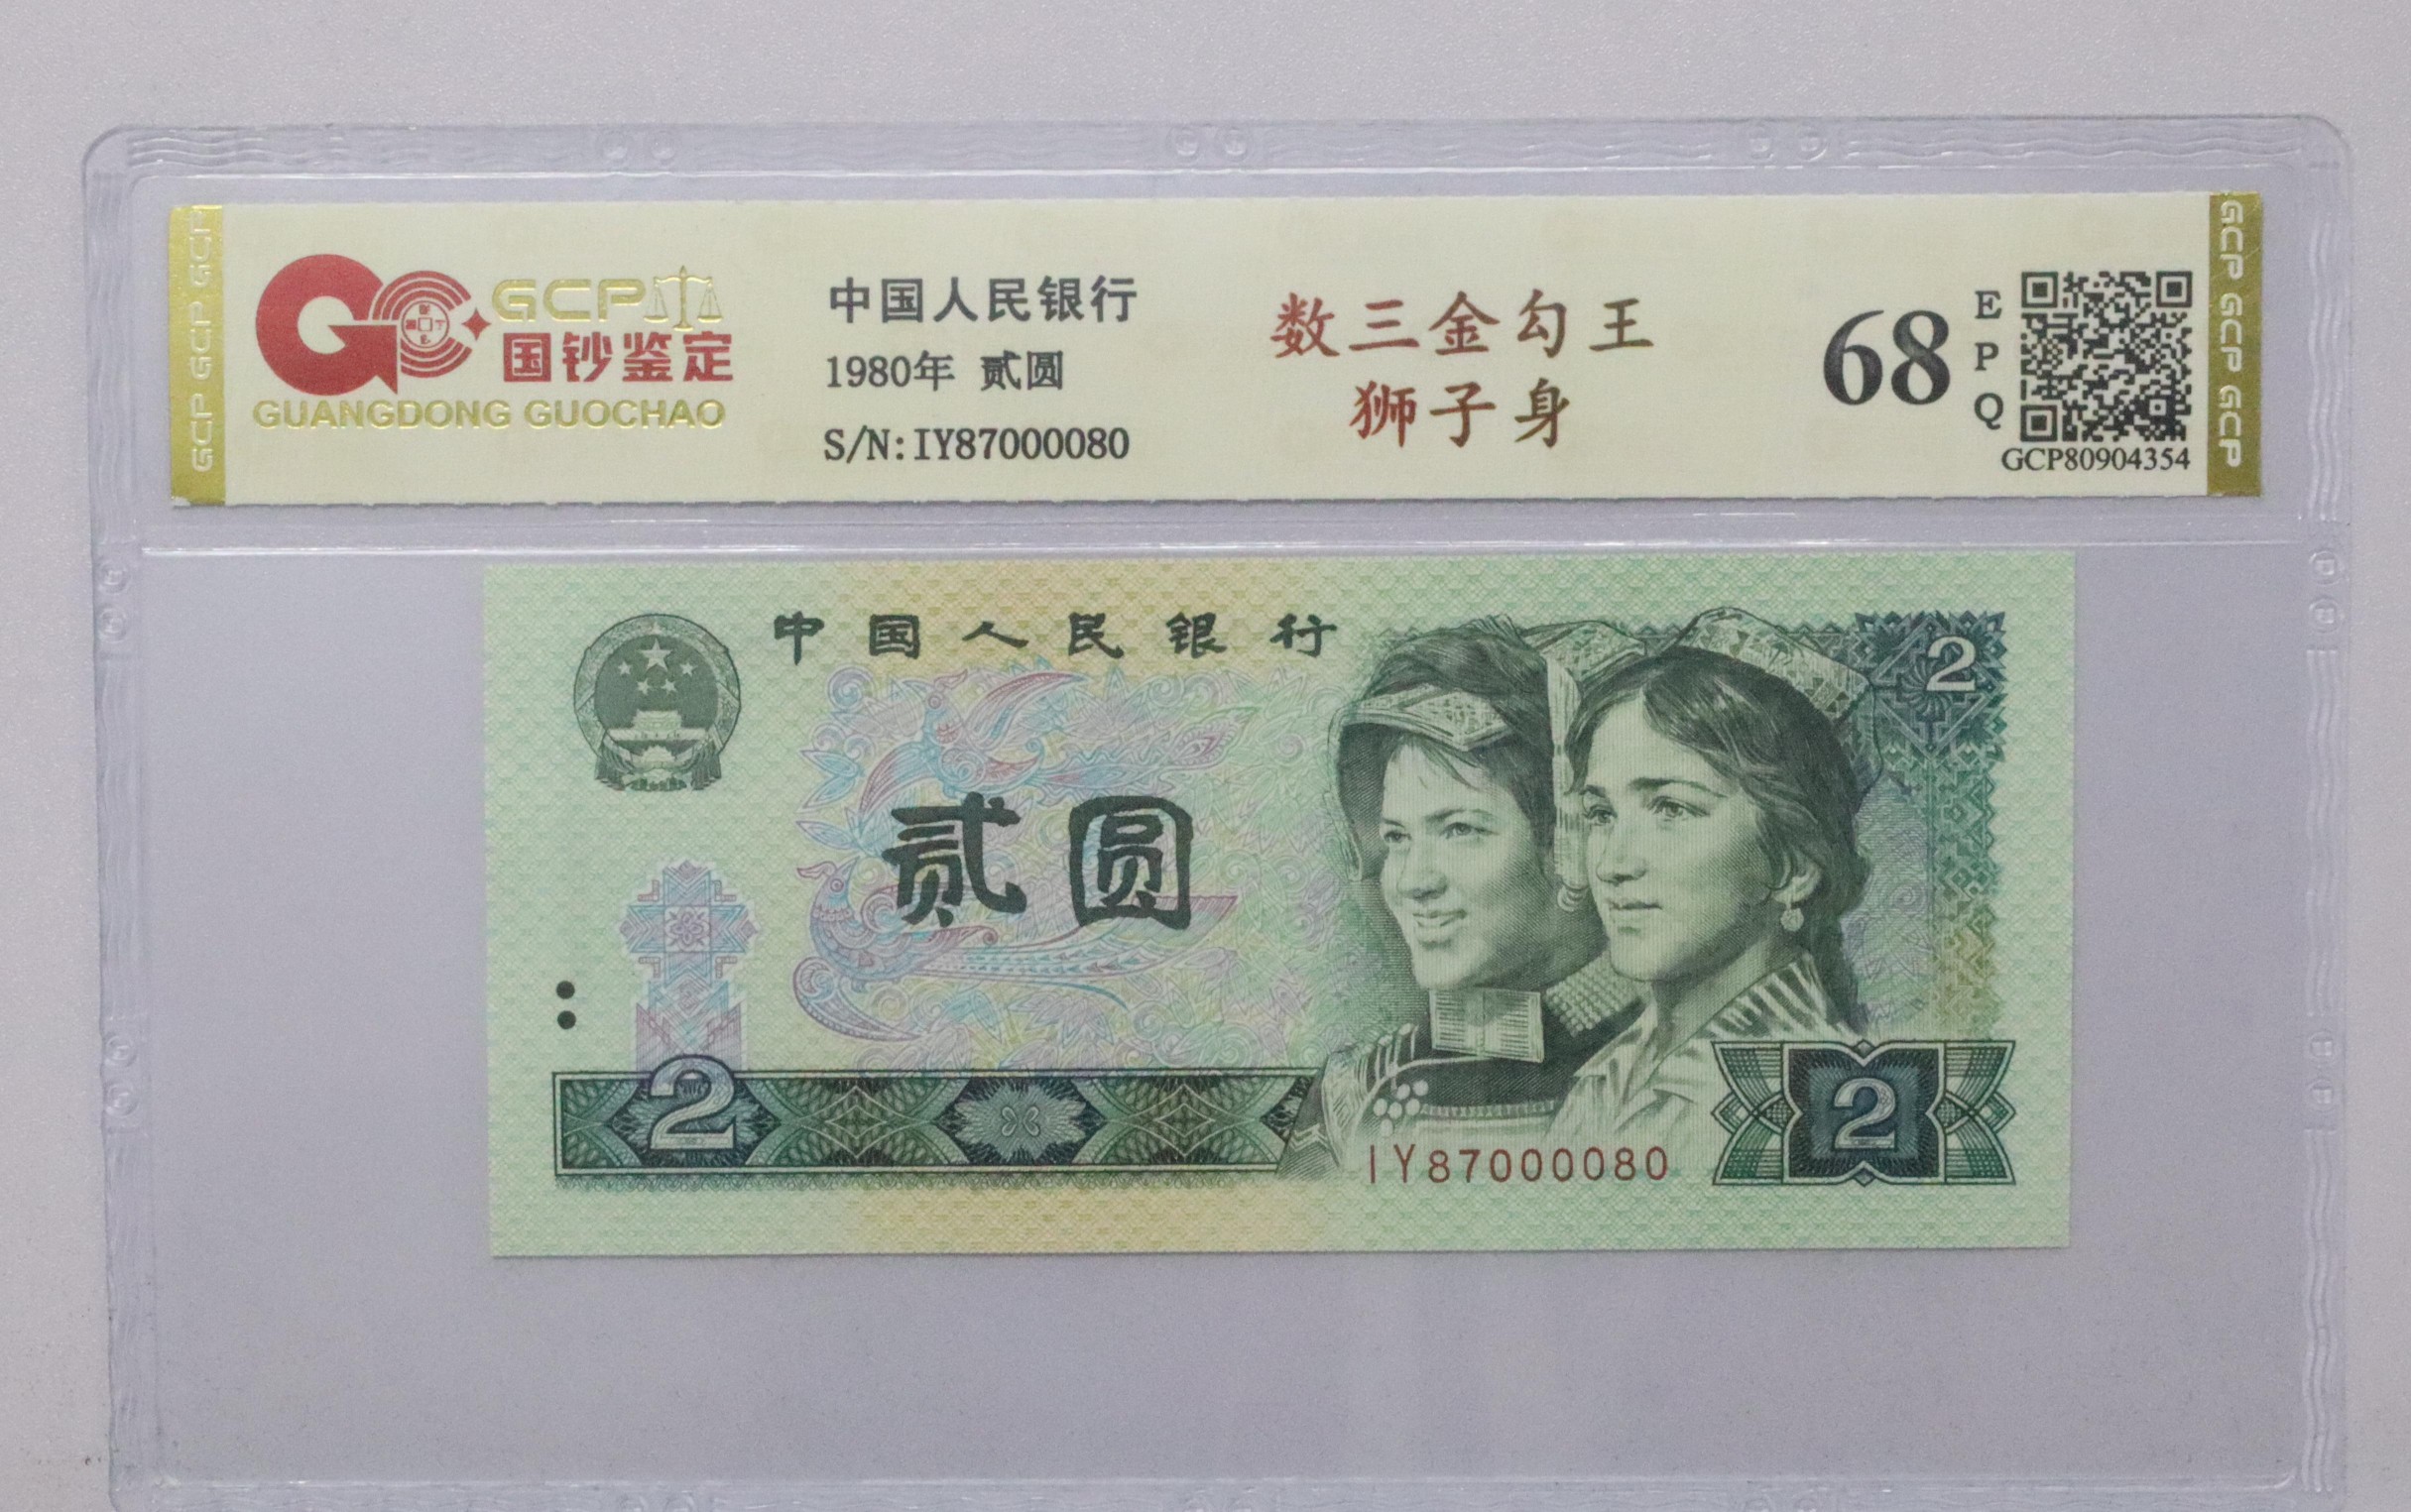 GCP GCP GCP
GCP
国钞鉴定
GUANGDONG GUOCHAO
中国人民银行
1980年 贰圆
S/N:IY87000080
数三金勾王
狮子身
68
EPQ
GCP80904354
GCP GCP GCP
中国人民银行
2
贰圆
2
IY87000080
2